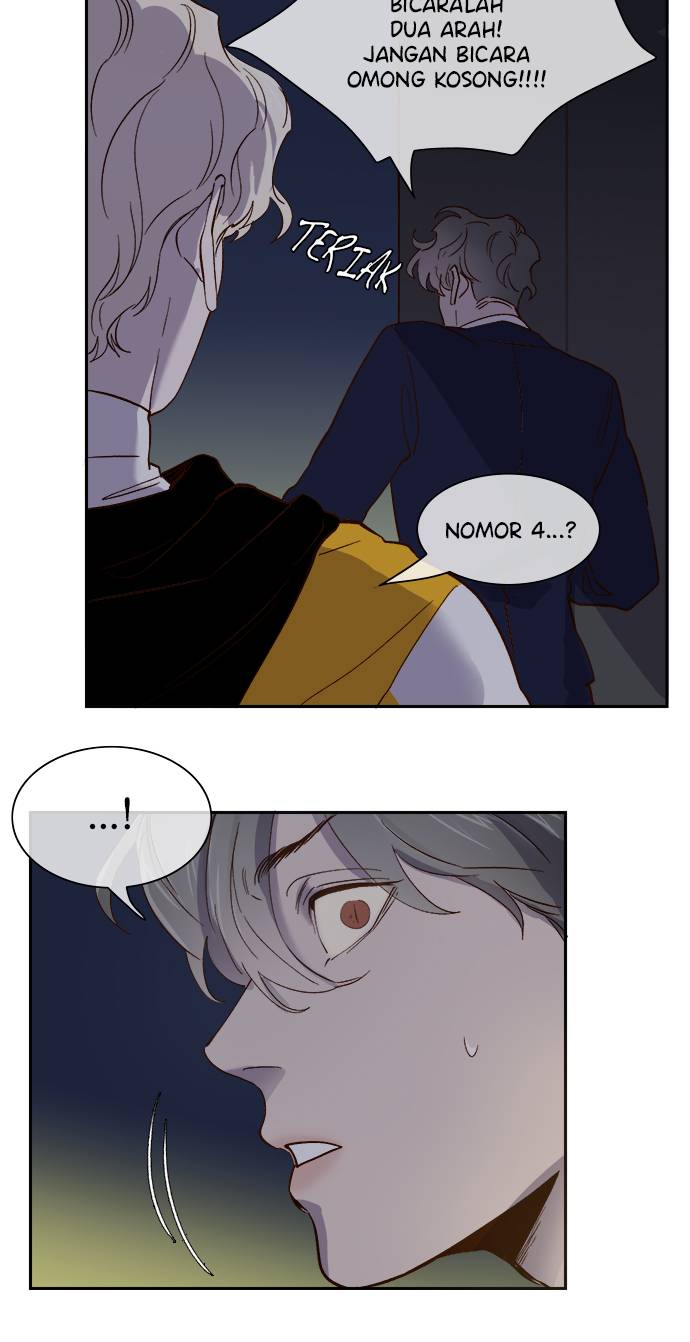 BICARALAH
DUA ARAH!
JANGAN BICARA
OMONG KOSONG!!!!
TERIAK
NOMOR 4...?
...!